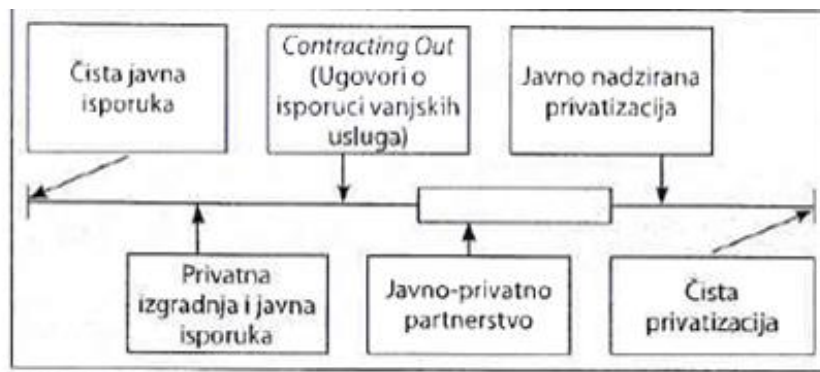 Čista javna
isporuka
Contracting Out
(Ugovori o
isporuci vanjskih
usluga)
Javno nadzirana
privatizacija
Privatna
izgradnja i javna
isporuka
Javno-privatno
partnerstvo
Čista
privatizacija